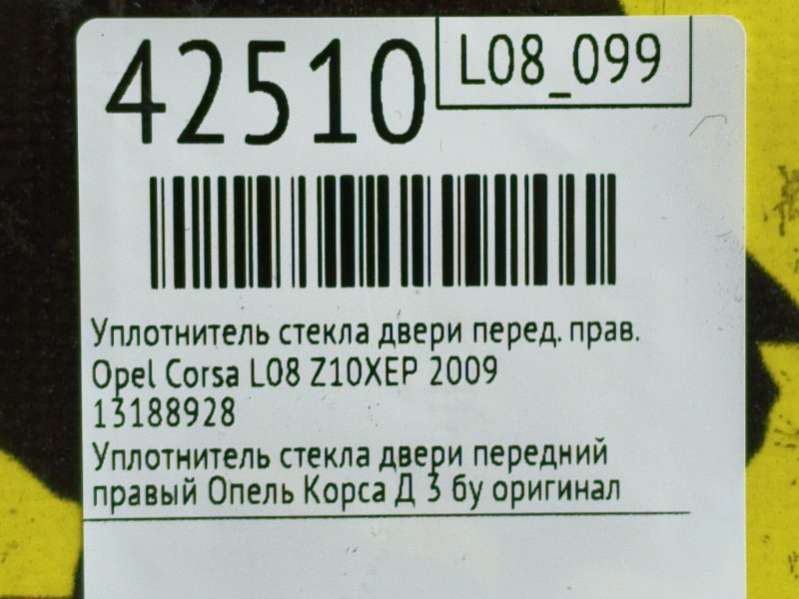 42510
L08_099
Уплотнитель стекла двери перед. прав.
Opel Corsa L08 Z10XEP 2009
13188928
Уплотнитель стекла двери передний
правый Опель Корса Д 3 бу оригинал